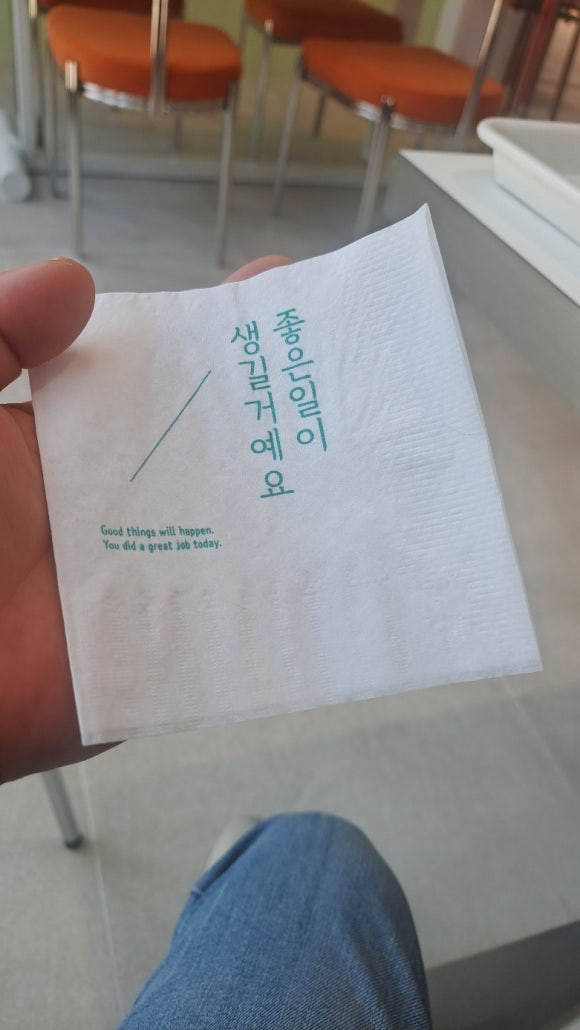 좋은일이
생길거예요
Good things will happen.
You did a great job today.